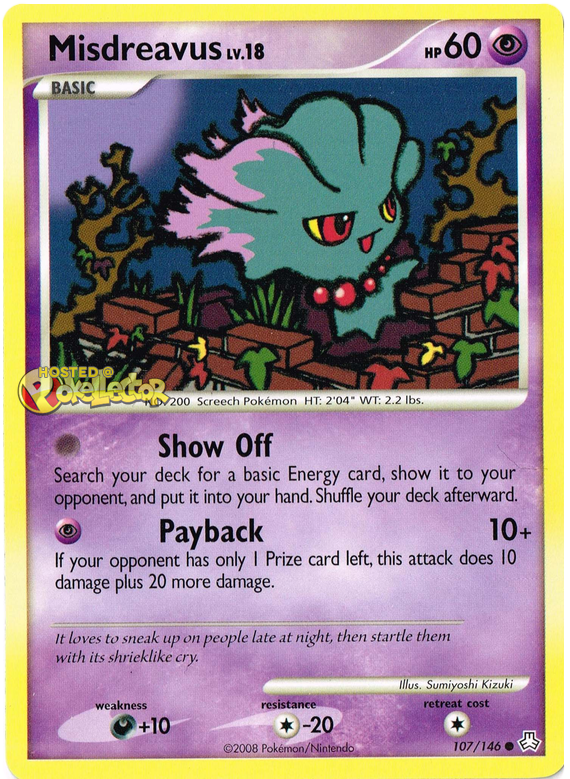 Misdreavus LV.18
HP 60
BASIC
HOSTED @
PokéLLECTOR
200 Screech Pokémon HT: 2'04" WT: 2.2 lbs.
Show Off
Search your deck for a basic Energy card, show it to your
opponent, and put it into your hand. Shuffle your deck afterward.
Payback 10+
If your opponent has only 1 Prize card left, this attack does 10
damage plus 20 more damage.
It loves to sneak up on people late at night, then startle them
with its shrieklike cry.
Illus. Sumiyoshi Kizuki
weakness resistance retreat cost
+10 -20
©2008 Pokémon/Nintendo 107/146